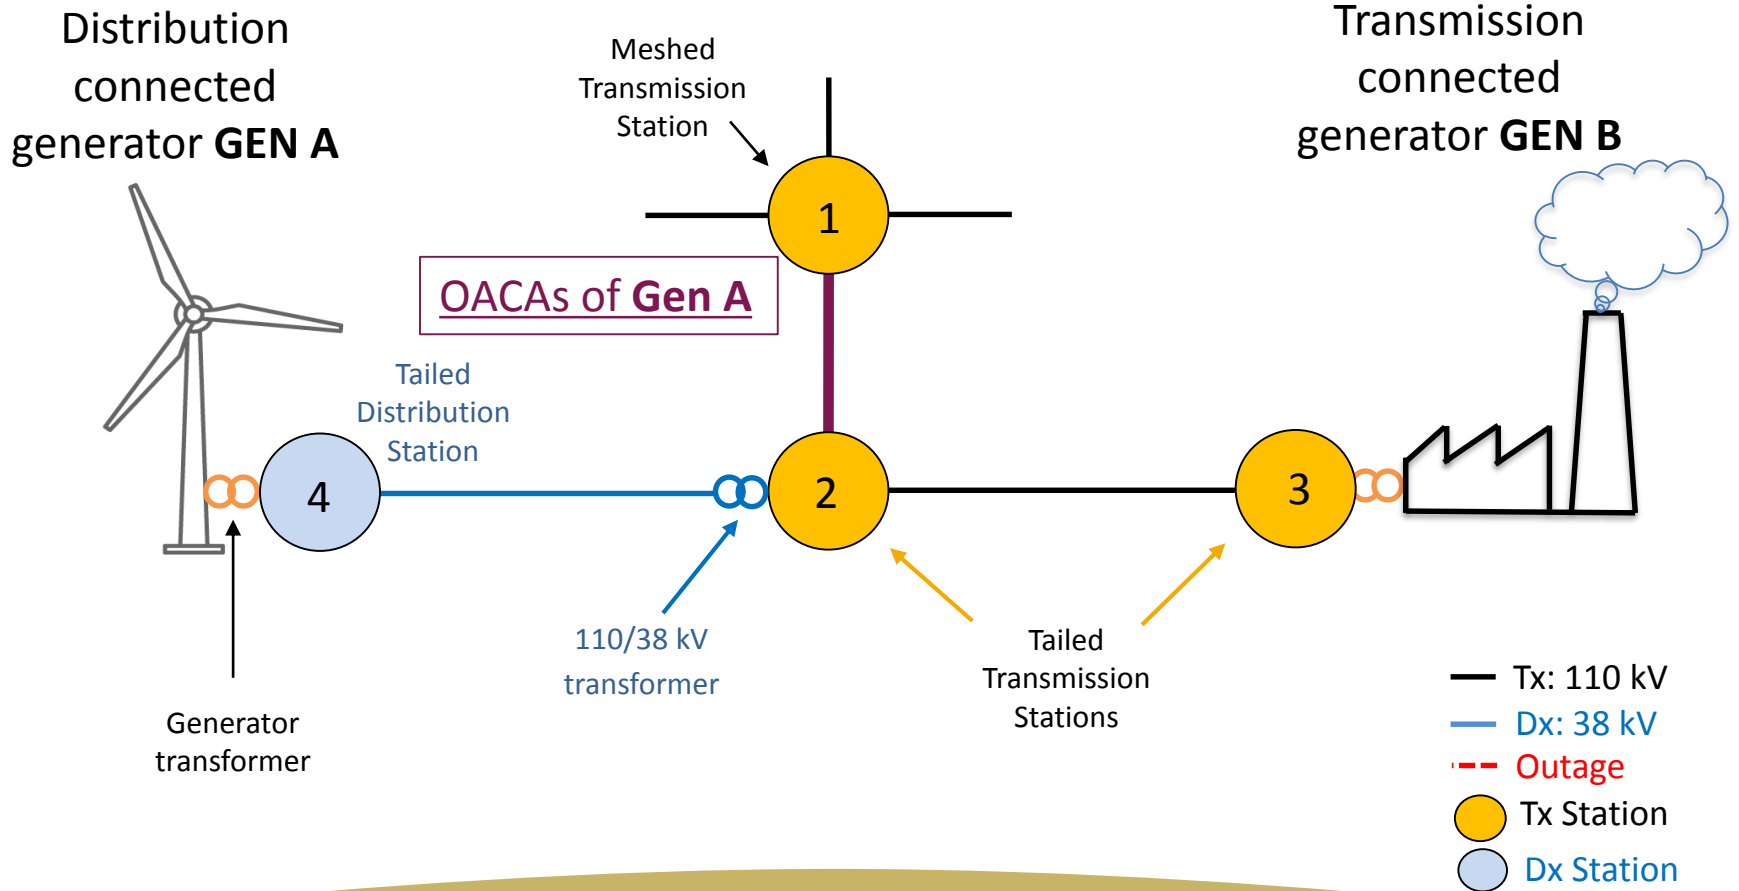 Distribution
connected
generator GEN A
Meshed
Transmission
Station
Transmission
connected
generator GEN B
1
OACAs of Gen A
Tailed
Distribution
Station
4
2
3
110/38 kV
transformer
Tailed
Transmission
Stations
Generator
transformer
Tx: 110 kV
Dx: 38 kV
Outage
Tx Station
Dx Station